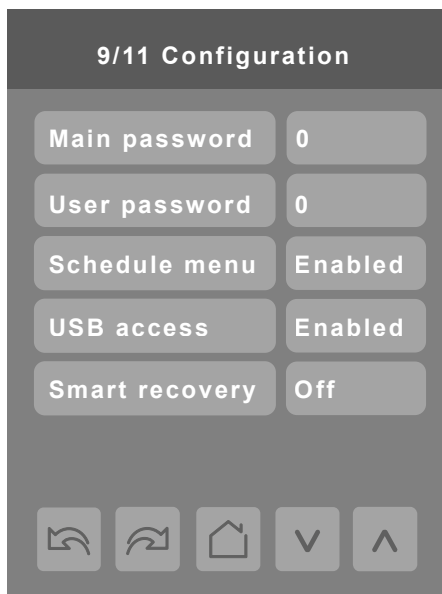 9/11 Configuration
Main password 0
User password 0
Schedule menu Enabled
USB access Enabled
Smart recovery Off